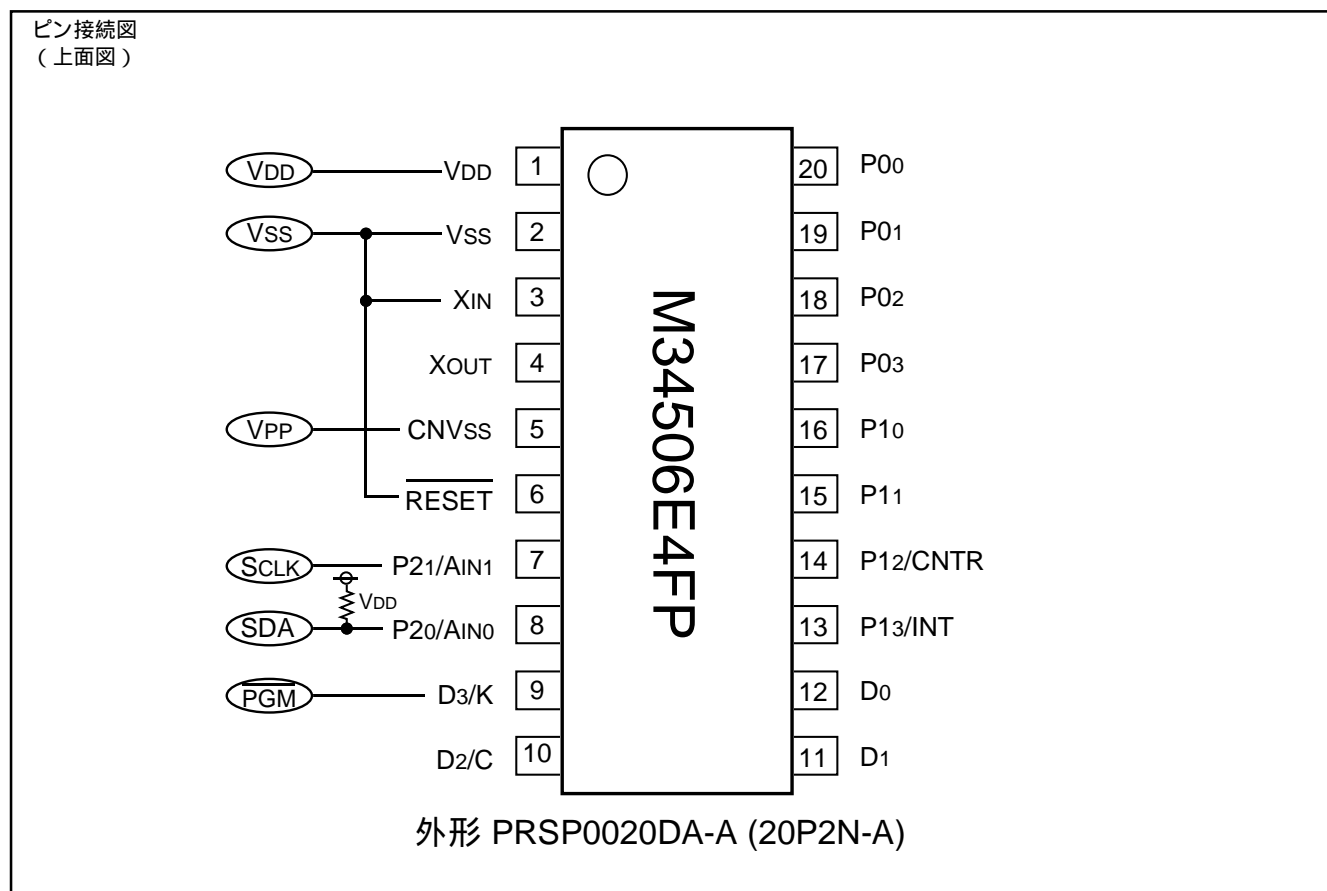 ピン接続図
（上面図）
VDD VDD 1 20 P00
VSS VSS 2 19 P01
XIN 3 18 P02
XOUT 4 17 P03
VPP CNVSS 5 16 P10
RESET 6 15 P11
SCLK P21/AIN1 7 14 P12/CNTR
VDD
SDA P20/AIN0 8 13 P13/INT
PGM D3/K 9 12 D0
D2/C 10 11 D1
M34506E4FP
外形 PRSP0020DA-A (20P2N-A)